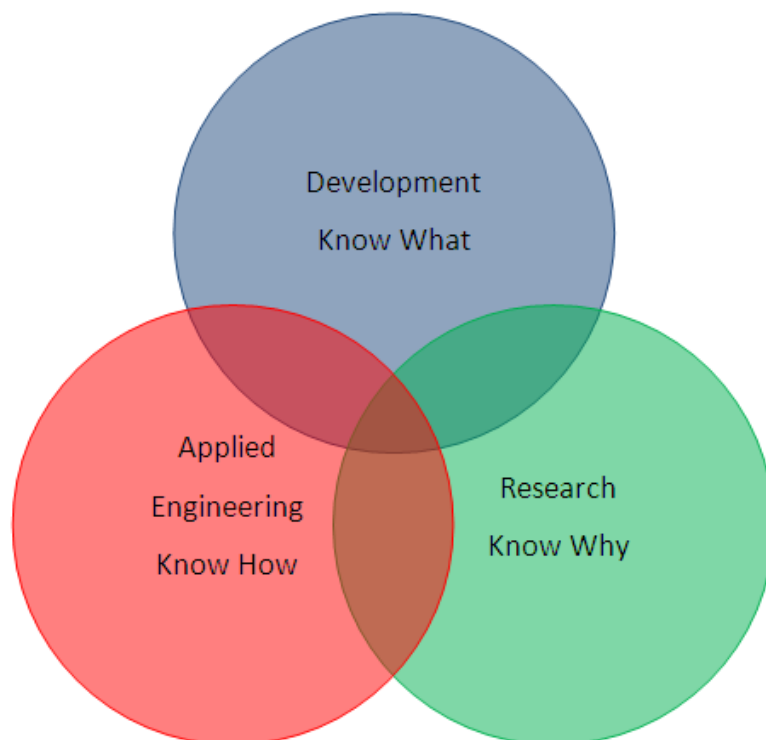 Development
Know What
Applied
Engineering
Know How
Research
Know Why